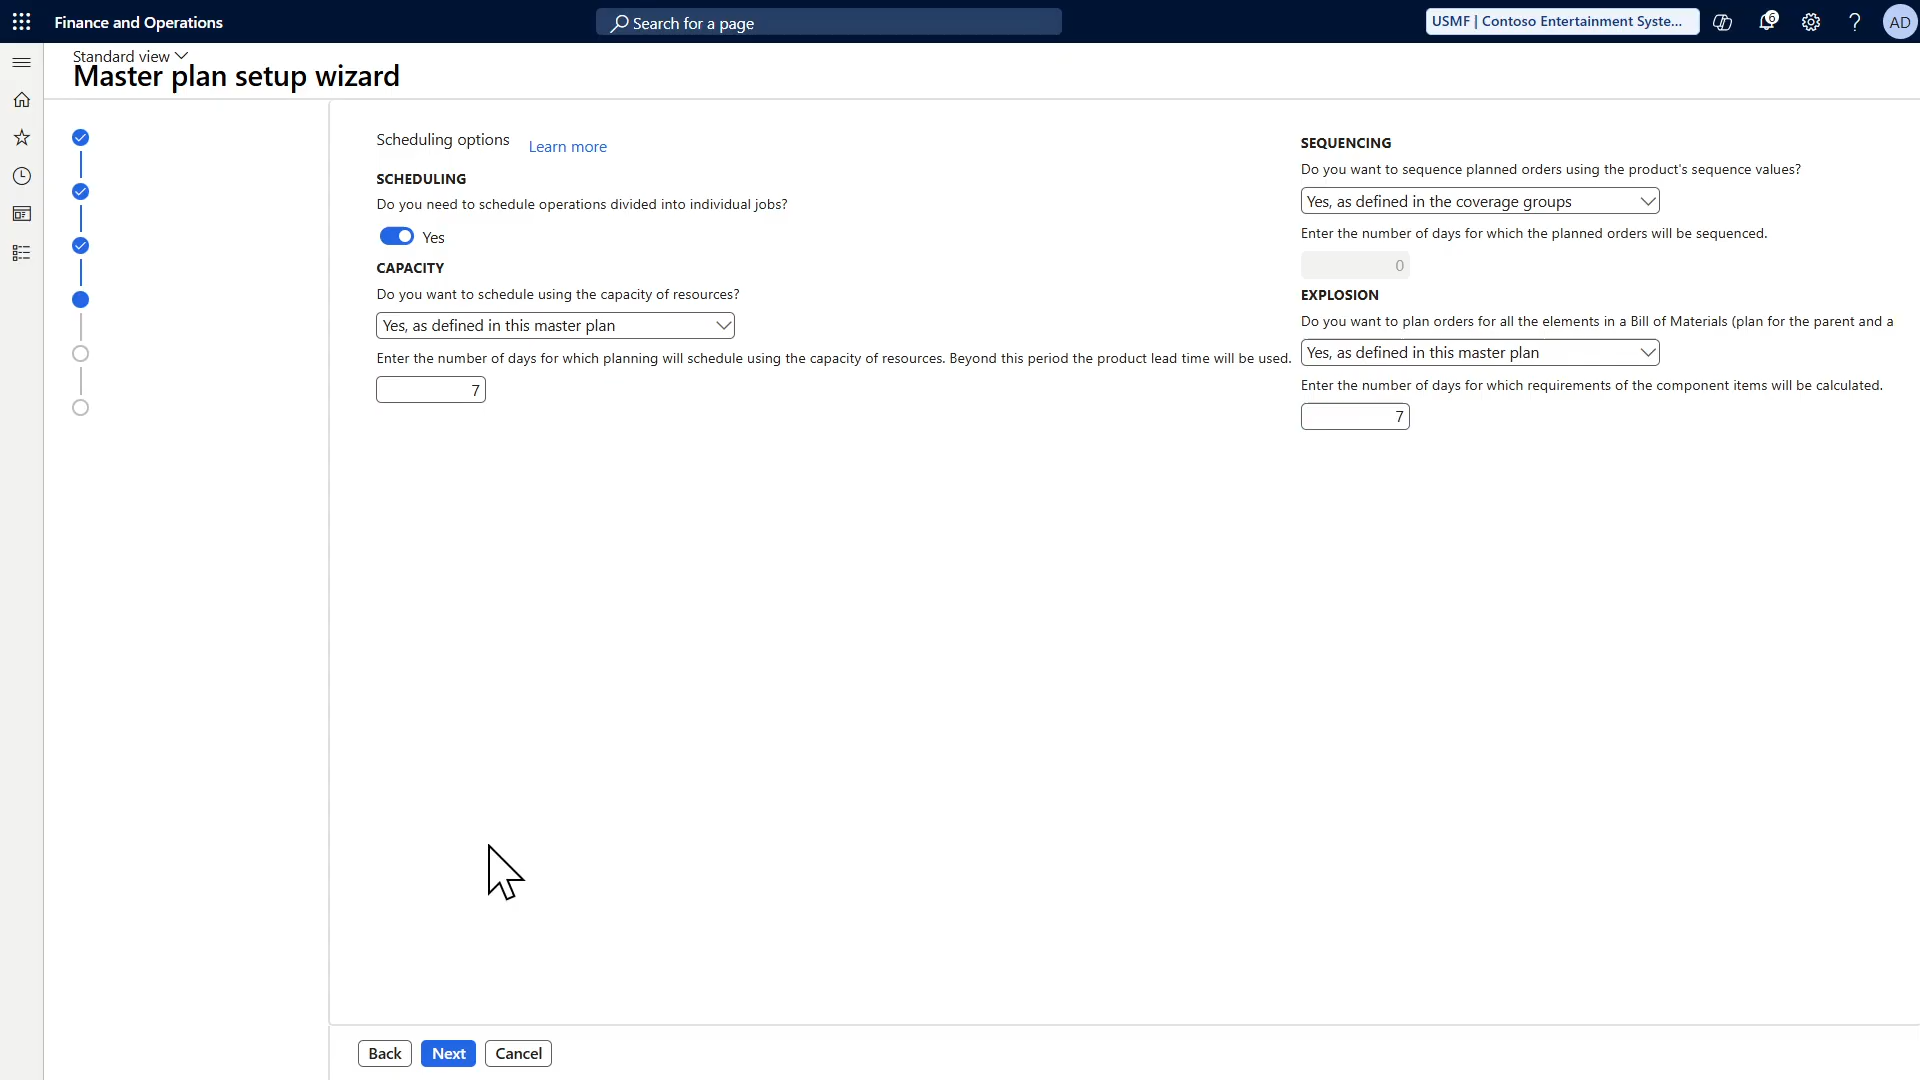 Finance and Operations
Search for a page
USMF | Contoso Entertainment Syste...
6
AD
Standard view
Master plan setup wizard
Scheduling options
Learn more
SCHEDULING
Do you need to schedule operations divided into individual jobs?
Yes
CAPACITY
Do you want to schedule using the capacity of resources?
Yes, as defined in this master plan
Enter the number of days for which planning will schedule using the capacity of resources. Beyond this period the product lead time will be used.
7
SEQUENCING
Do you want to sequence planned orders using the product's sequence values?
Yes, as defined in the coverage groups
Enter the number of days for which the planned orders will be sequenced.
0
EXPLOSION
Do you want to plan orders for all the elements in a Bill of Materials (plan for the parent and a
Yes, as defined in this master plan
Enter the number of days for which requirements of the component items will be calculated.
7
Back
Next
Cancel